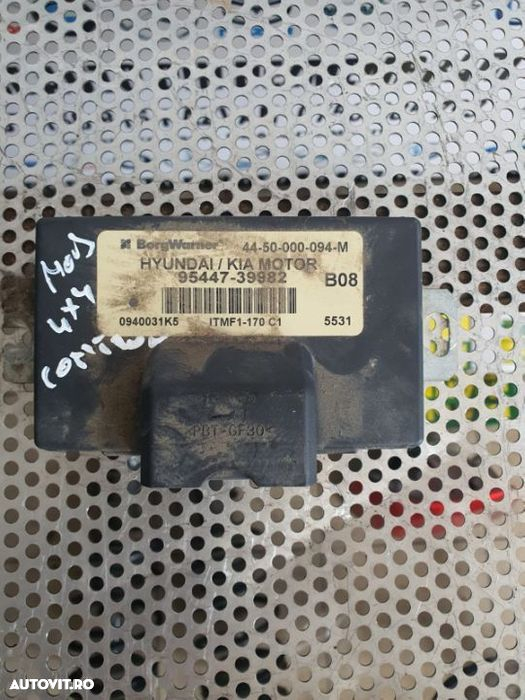 BorgWarner 44-50-000-094-M
HYUNDAI / KIA MOTOR
95447-39982 B08
0940031K5 ITMF1-170 C1 5531
4x4
>PBT-GF30<
AUTOVIT.RO